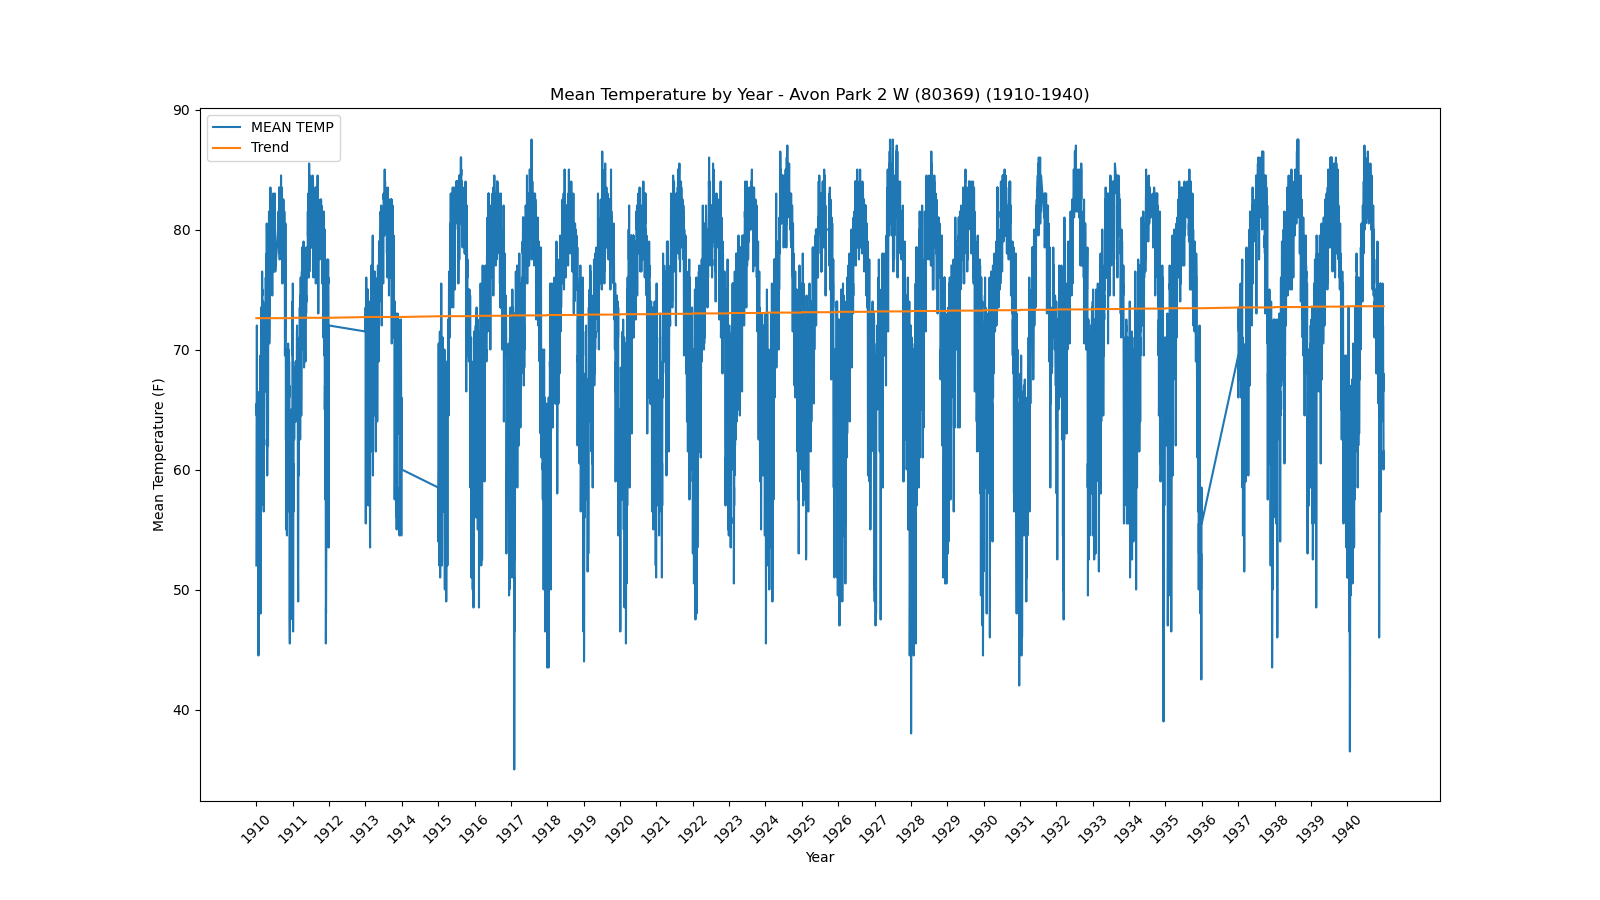 Mean Temperature by Year - Avon Park 2 W (80369) (1910-1940)
MEAN TEMP
Trend
90
80
70
60
50
40
Mean Temperature (F)
1910 1911 1912 1913 1914 1915 1916 1917 1918 1919 1920 1921 1922 1923 1924 1925 1926 1927 1928 1929 1930 1931 1932 1933 1934 1935 1936 1937 1938 1939 1940
Year